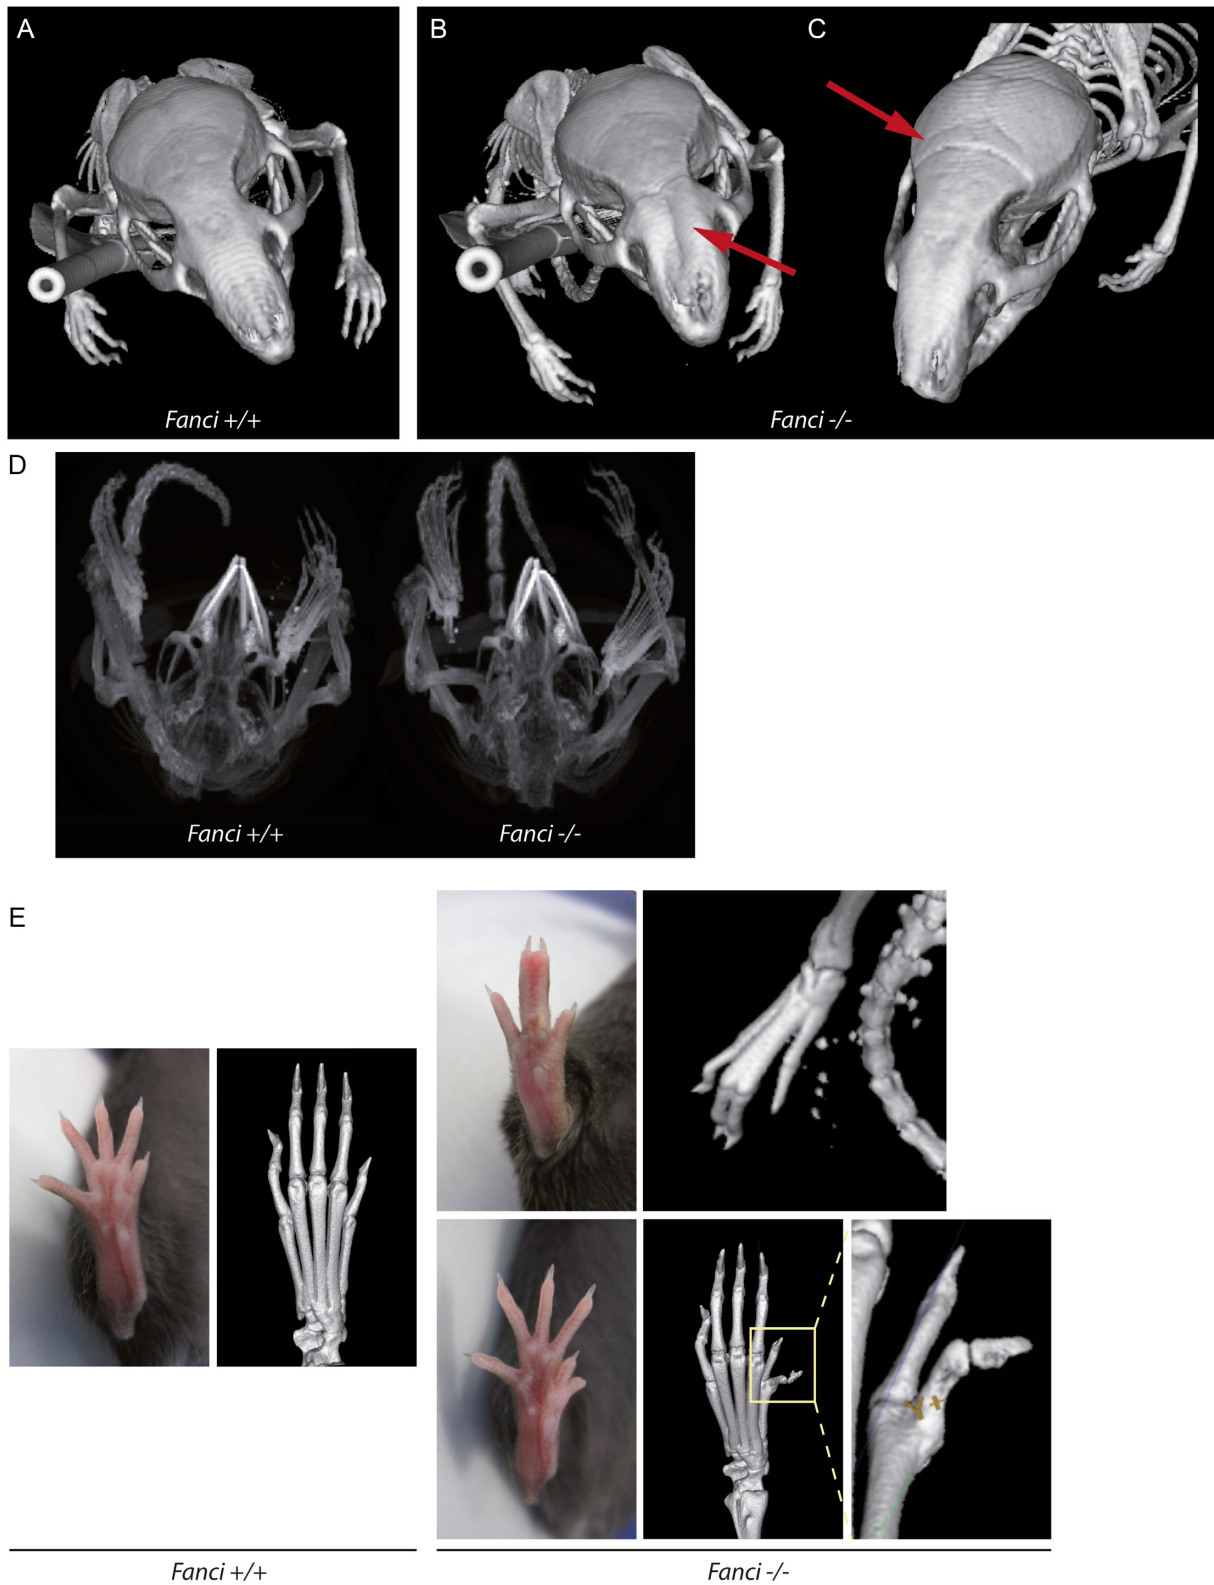 A
B
C
Fanci +/+
Fanci -/-
D
Fanci +/+
Fanci -/-
E
Y+
Fanci +/+
Fanci -/-